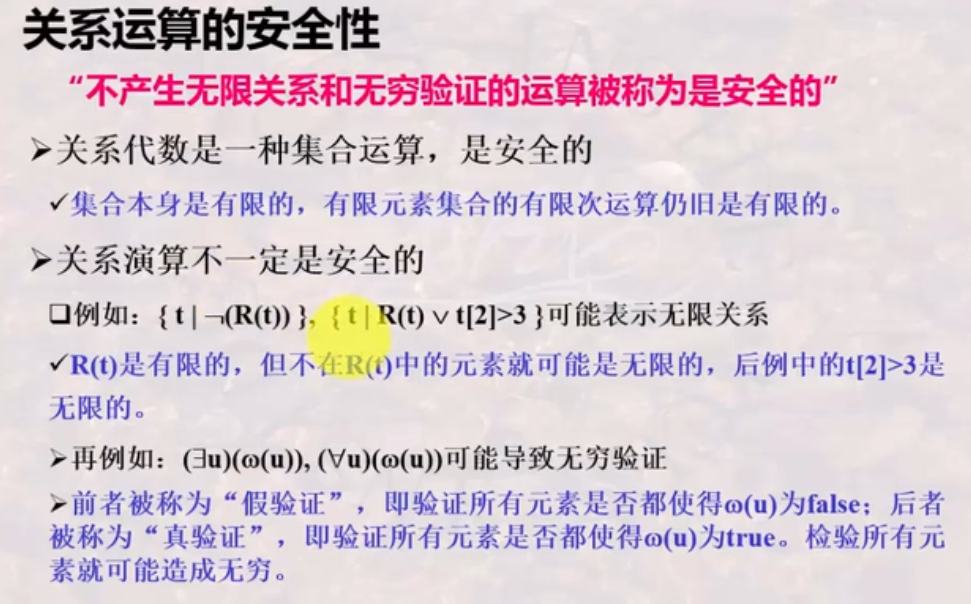 关系运算的安全性
“不产生无限关系和无穷验证的运算被称为是安全的”
➢关系代数是一种集合运算，是安全的
✓集合本身是有限的，有限元素集合的有限次运算仍旧是有限的。
➢关系演算不一定是安全的
❑例如：{ t | ¬(R(t)) }, { t | R(t) ∨ t[2]>3 }可能表示无限关系
✓R(t)是有限的，但不在R(t)中的元素就可能是无限的，后例中的t[2]>3是
无限的。
➢再例如：(∃u)(ω(u)), (∀u)(ω(u))可能导致无穷验证
➢前者被称为“假验证”，即验证所有元素是否都使得ω(u)为false；后者
被称为“真验证”，即验证所有元素是否都使得ω(u)为true。检验所有元
素就可能造成无穷。